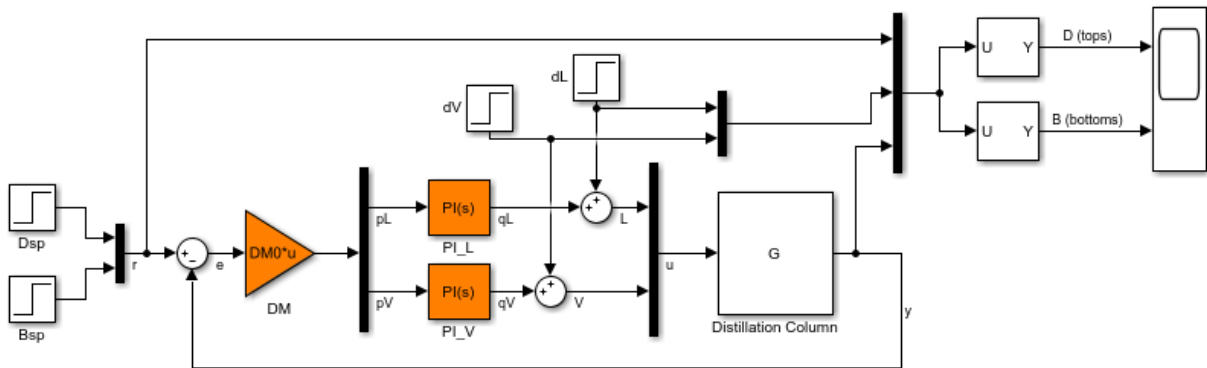 D (tops)
U Y
dL
dV
B (bottoms)
U Y
Dsp
PI(s)
pL
qL
L
PI_L
G
DM0*u
r
e
u
PI(s)
pV
qV
V
DM
PI_V
Distillation Column
y
Bsp